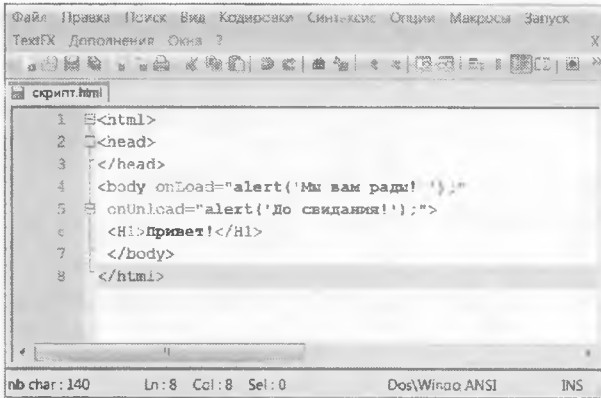 Файл Правка Поиск Вид Кодировки Синтаксис Опции Макросы Запуск
TextFX Дополнения Окна ? X
скрипт.html
1 <html>
2 <head>
3 </head>
4 <body onLoad="alert('Мы вам рады! ');"
5 onUnload="alert('До свидания!');">
6 <H1>Привет!</H1>
7 </body>
8 </html>
nb char : 140 Ln : 8 Col : 8 Sel : 0 Dos\Windo ANSI INS